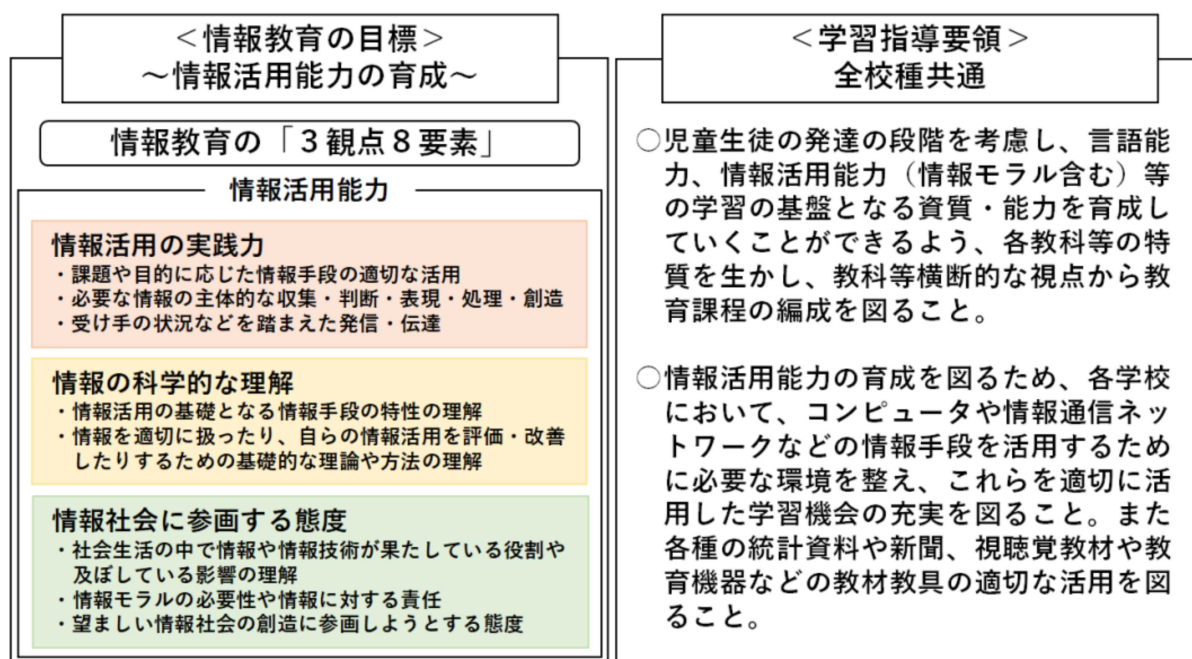 <情報教育の目標>
~情報活用能力の育成~
情報教育の「3観点8要素」
情報活用能力
情報活用の実践力
・課題や目的に応じた情報手段の適切な活用
・必要な情報の主体的な収集・判断・表現・処理・創造
・受け手の状況などを踏まえた発信・伝達
情報の科学的な理解
・情報活用の基礎となる情報手段の特性の理解
・情報を適切に扱ったり、自らの情報活用を評価・改善
したりするための基礎的な理論や方法の理解
情報社会に参画する態度
・社会生活の中で情報や情報技術が果たしている役割や
及ぼしている影響の理解
・情報モラルの必要性や情報に対する責任
・望ましい情報社会の創造に参画しようとする態度
<学習指導要領>
全校種共通
○児童生徒の発達の段階を考慮し、言語能
力、情報活用能力(情報モラル含む)等
の学習の基盤となる資質・能力を育成し
ていくことができるよう、各教科等の特
質を生かし、教科等横断的な視点から教
育課程の編成を図ること。
○情報活用能力の育成を図るため、各学校
において、コンピュータや情報通信ネッ
トワークなどの情報手段を活用するため
に必要な環境を整え、これらを適切に活
用した学習機会の充実を図ること。また
各種の統計資料や新聞、視聴覚教材や教
育機器などの教材教具の適切な活用を図
ること。